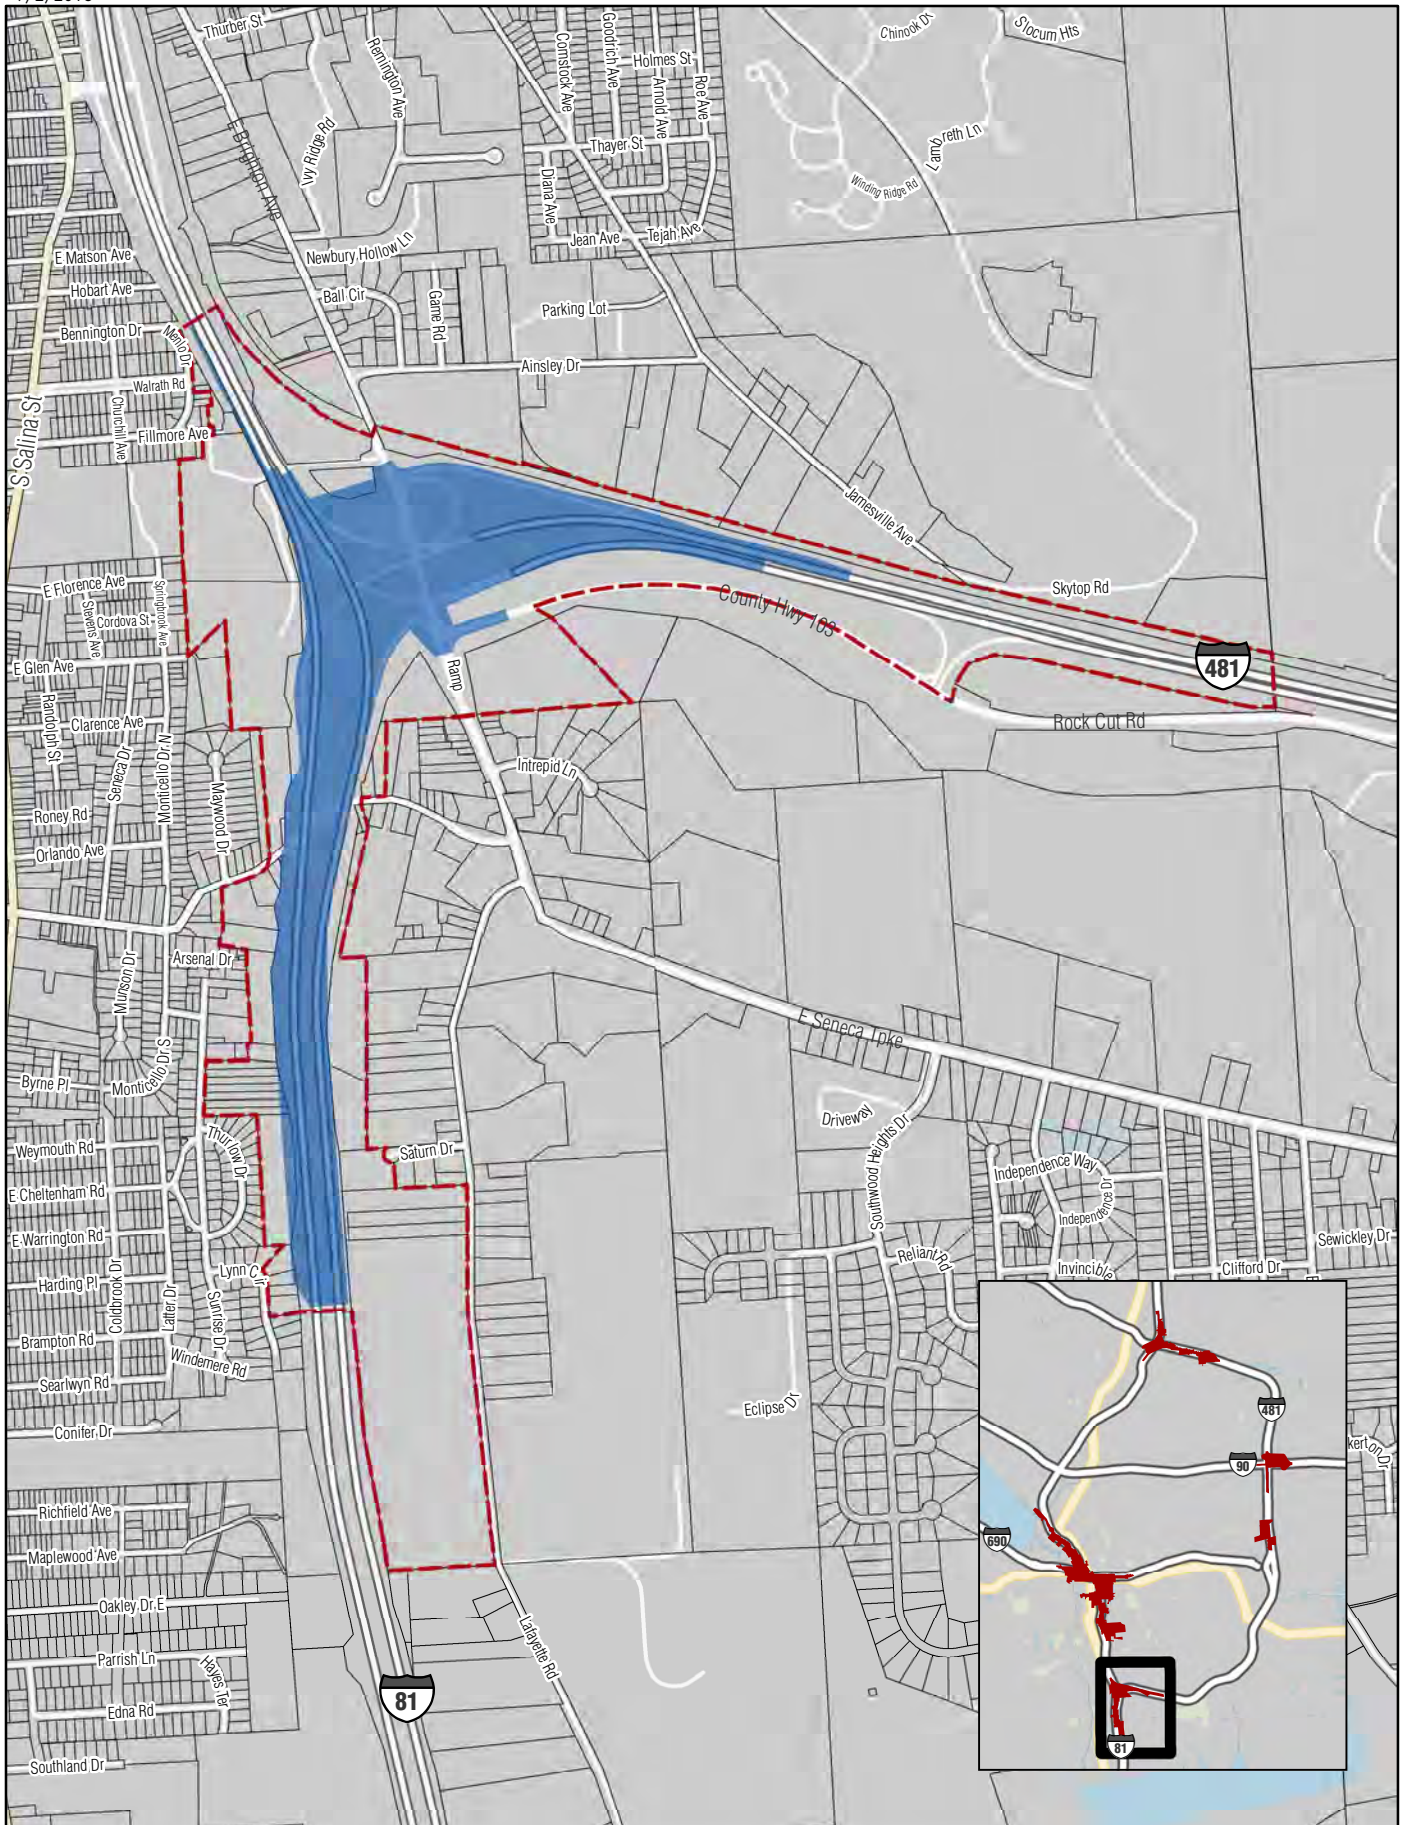 Thurber St
Remington Ave
Comstock Ave
Goodrich Ave
Holmes St
Arnold Ave
Roe Ave
Chinook Dr
Slocum Hts
E Brighton Ave
Ivy Ridge Rd
Thayer St
Lambreth Ln
Diana Ave
Winding Ridge Rd
E Matson Ave
Newbury Hollow Ln
Jean Ave
Tejah Ave
Hobart Ave
Ball Cir
Game Rd
Parking Lot
Bennington Dr
Menlo Dr
Ainsley Dr
Walrath Rd
S Salina St
Churchill Ave
Fillmore Ave
Jamesville Ave
E Florence Ave
Stevens Ave
Cordova St
Springbrook Ave
Skytop Rd
County Hwy 103
E Glen Ave
Ramp
481
Randolph St
Clarence Ave
Seneca Dr
Monticello Dr N
Rock Cut Rd
Intrepid Ln
Maywood Dr
Roney Rd
Orlando Ave
Munson Dr
Arsenal Dr
E Seneca Tpke
Byrne Pl
Monticello Dr S
Driveway
Southwood Heights Dr
Weymouth Rd
Thurlow Dr
Saturn Dr
Independence Way
E Cheltenham Rd
Independence Dr
E Warrington Rd
Sewickley Dr
Reliant Rd
Harding Pl
Coldbrook Dr
Lynn Cir
Invincible
Clifford Dr
Latter Dr
Sunrise Dr
Brampton Rd
Windemere Rd
Searlwyn Rd
Eclipse Dr
481
Conifer Dr
kerton Dr
90
Richfield Ave
690
Maplewood Ave
Oakley Dr E
Lafayette Rd
Parrish Ln
Hayes Ter
81
Edna Rd
81
Southland Dr